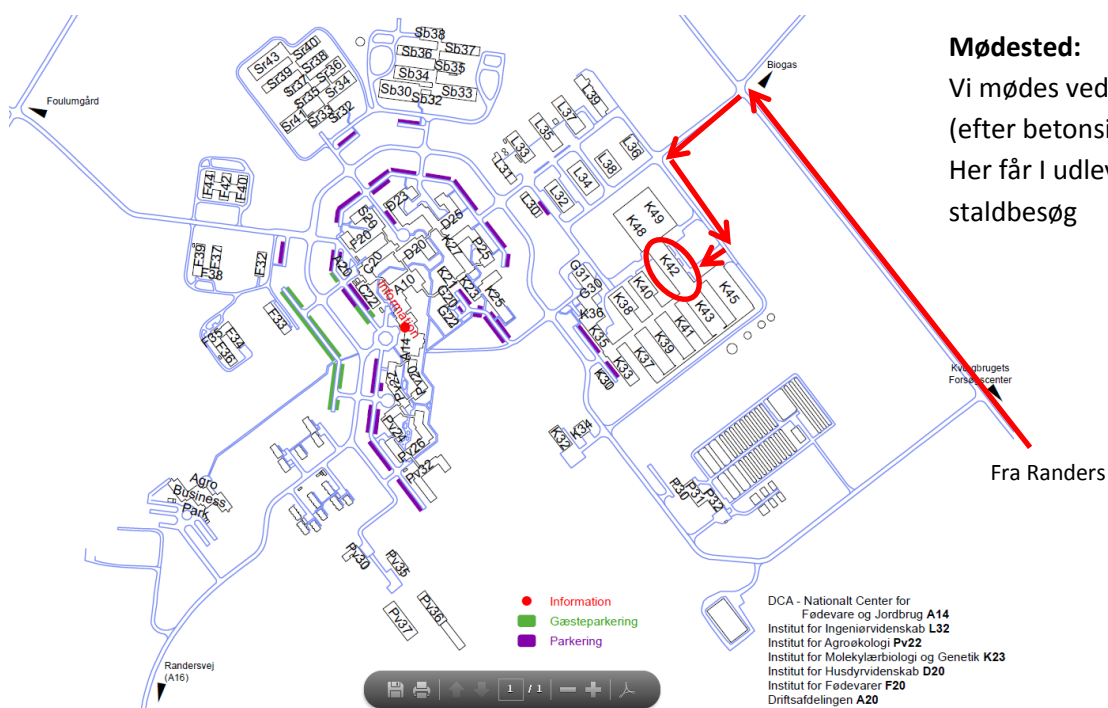 Mødested:
Vi mødes ved
(efter betonsi
Her får I udlev
staldbesøg
Biogas
Foulumgård
Kvægbrugets
Forsøgscenter
Fra Randers
Sr43
Sr40
Sr39
Sr38
Sr37
Sr36
Sr35
Sr34
Sr41
Sr33
Sr32
Sb38
Sb36
Sb37
Sb35
Sb34
Sb30
Sb32
Sb33
L39
L37
L35
L33
L31
L36
L38
L34
L32
L30
F44
F42
F40
F39
F37
F38
F32
F33
F34
F35
F36
S20
D23
D25
F20
D20
C20
K27
P25
A20
C22
A10
K21
K23
K25
G20
G22
Information
A14
K49
K48
K42
K45
K43
K40
K41
K38
K39
K37
G31
G30
K36
K35
K33
K30
K32
K34
P30
P31
P32
Pv20
Pv22
Pv24
Pv26
Pv32
Pv30
Pv35
Pv36
Pv37
Agro
Business
Park
Randersvej
(A16)
Information
Gæsteparkering
Parkering
DCA - Nationalt Center for
Fødevare og Jordbrug A14
Institut for Ingeniørvidenskab L32
Institut for Agroøkologi Pv22
Institut for Molekylærbiologi og Genetik K23
Institut for Husdyrvidenskab D20
Institut for Fødevarer F20
Driftsafdelingen A20
1 / 1